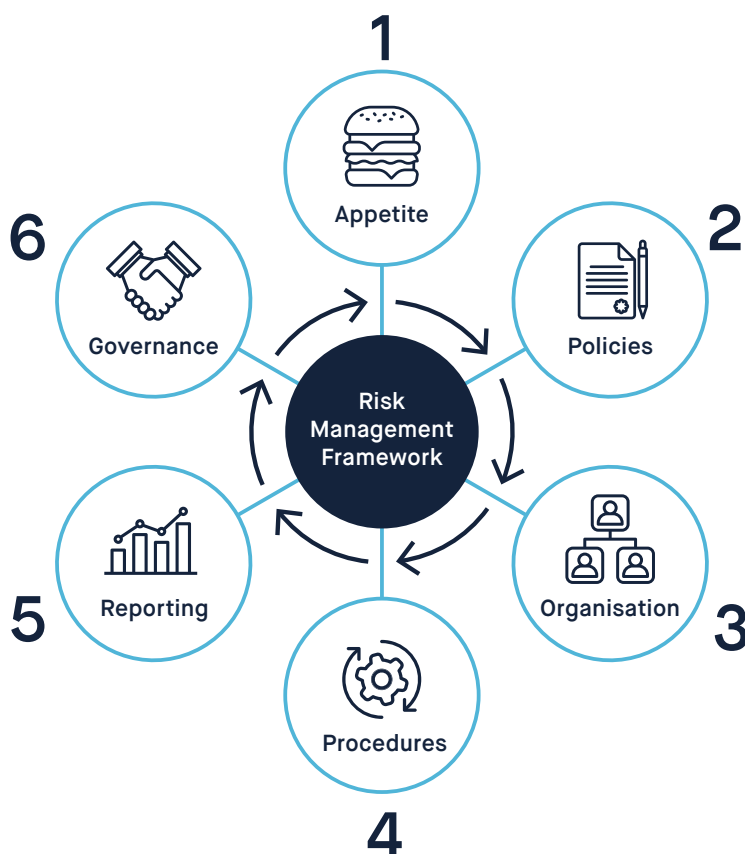 1
Appetite
2
Policies
3
Organisation
4
Procedures
5
Reporting
6
Governance
Risk
Management
Framework